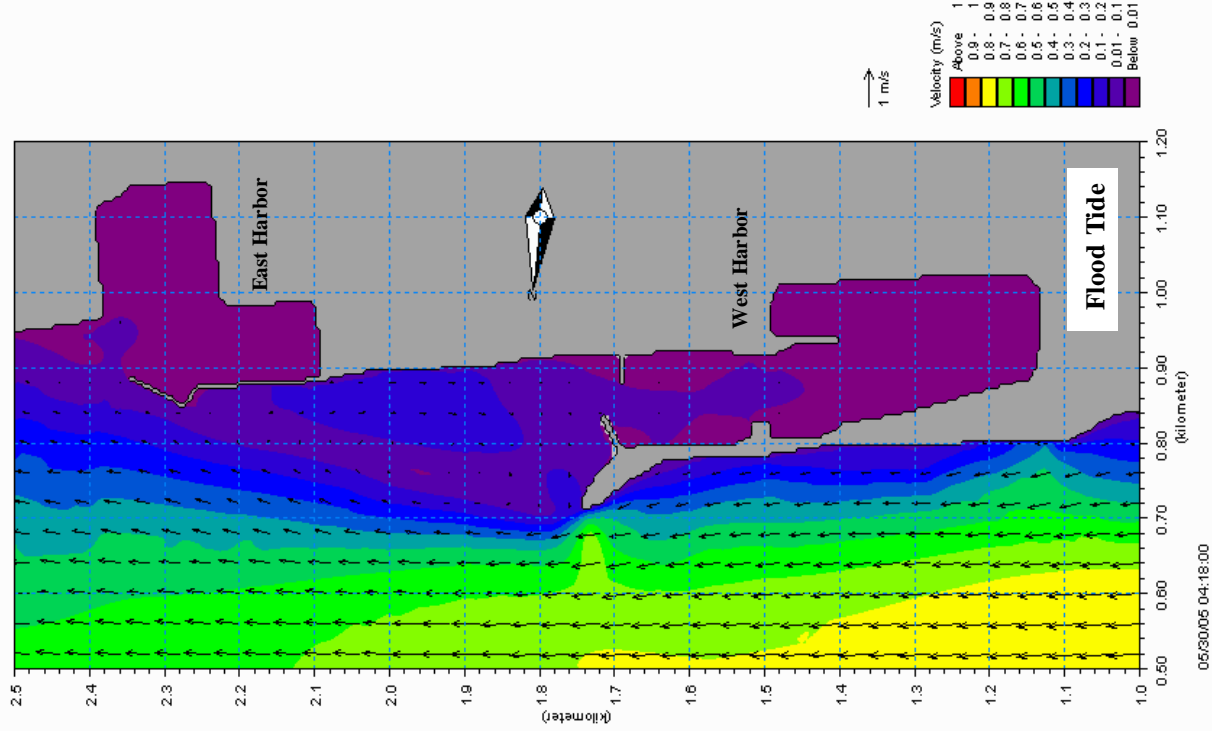 2.5
2.4
2.3
2.2
2.1
2.0
1.9
1.8
1.7
1.6
1.5
1.4
1.3
1.2
1.1
1.0
(kilometer)
0.50
0.60
0.70
0.80
0.90
1.00
1.10
1.20
(kilometer)
East Harbor
West Harbor
N
Flood Tide
1 m/s
Velocity (m/s)
Above 1
0.9 - 1
0.8 - 0.9
0.7 - 0.8
0.6 - 0.7
0.5 - 0.6
0.4 - 0.5
0.3 - 0.4
0.2 - 0.3
0.1 - 0.2
0.01 - 0.1
Below 0.01
05/30/05 04:18:00